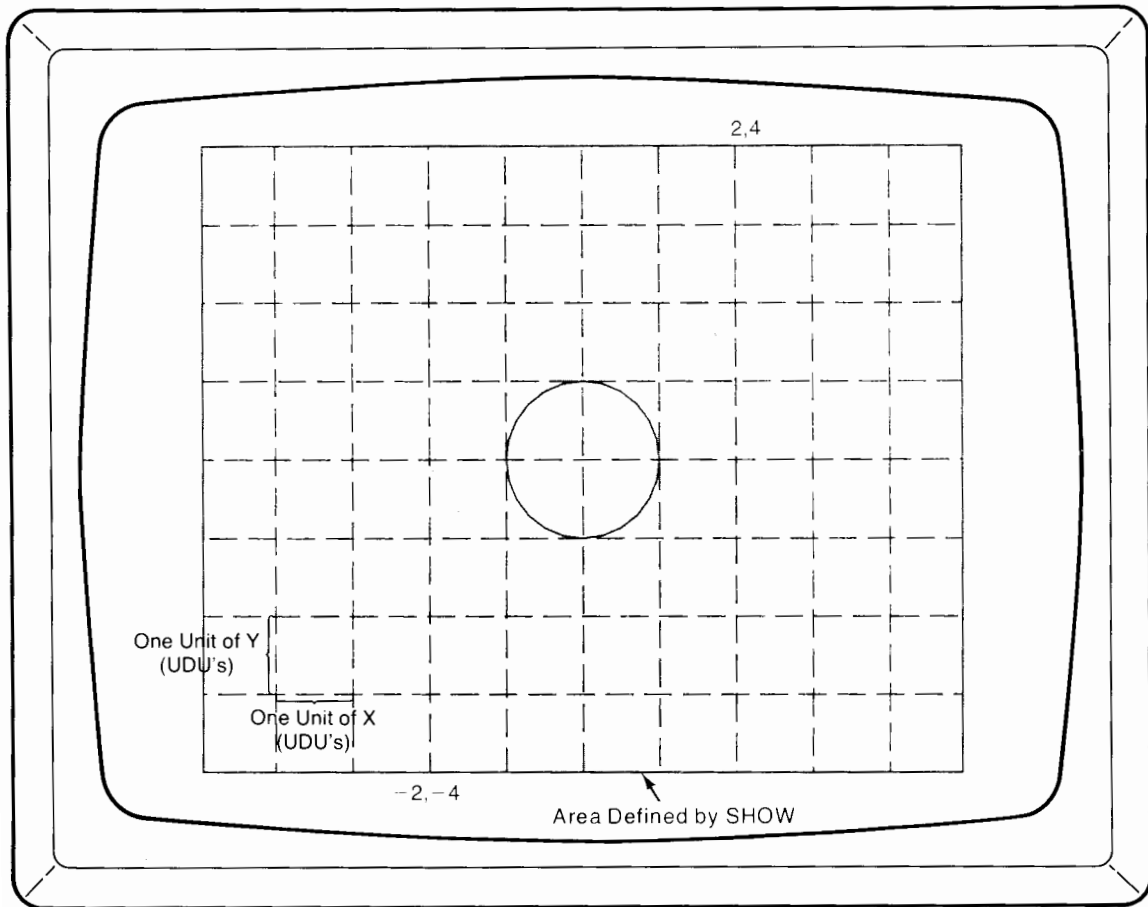 2,4
One Unit of Y
(UDU's)
One Unit of X
(UDU's)
−2,−4
Area Defined by SHOW